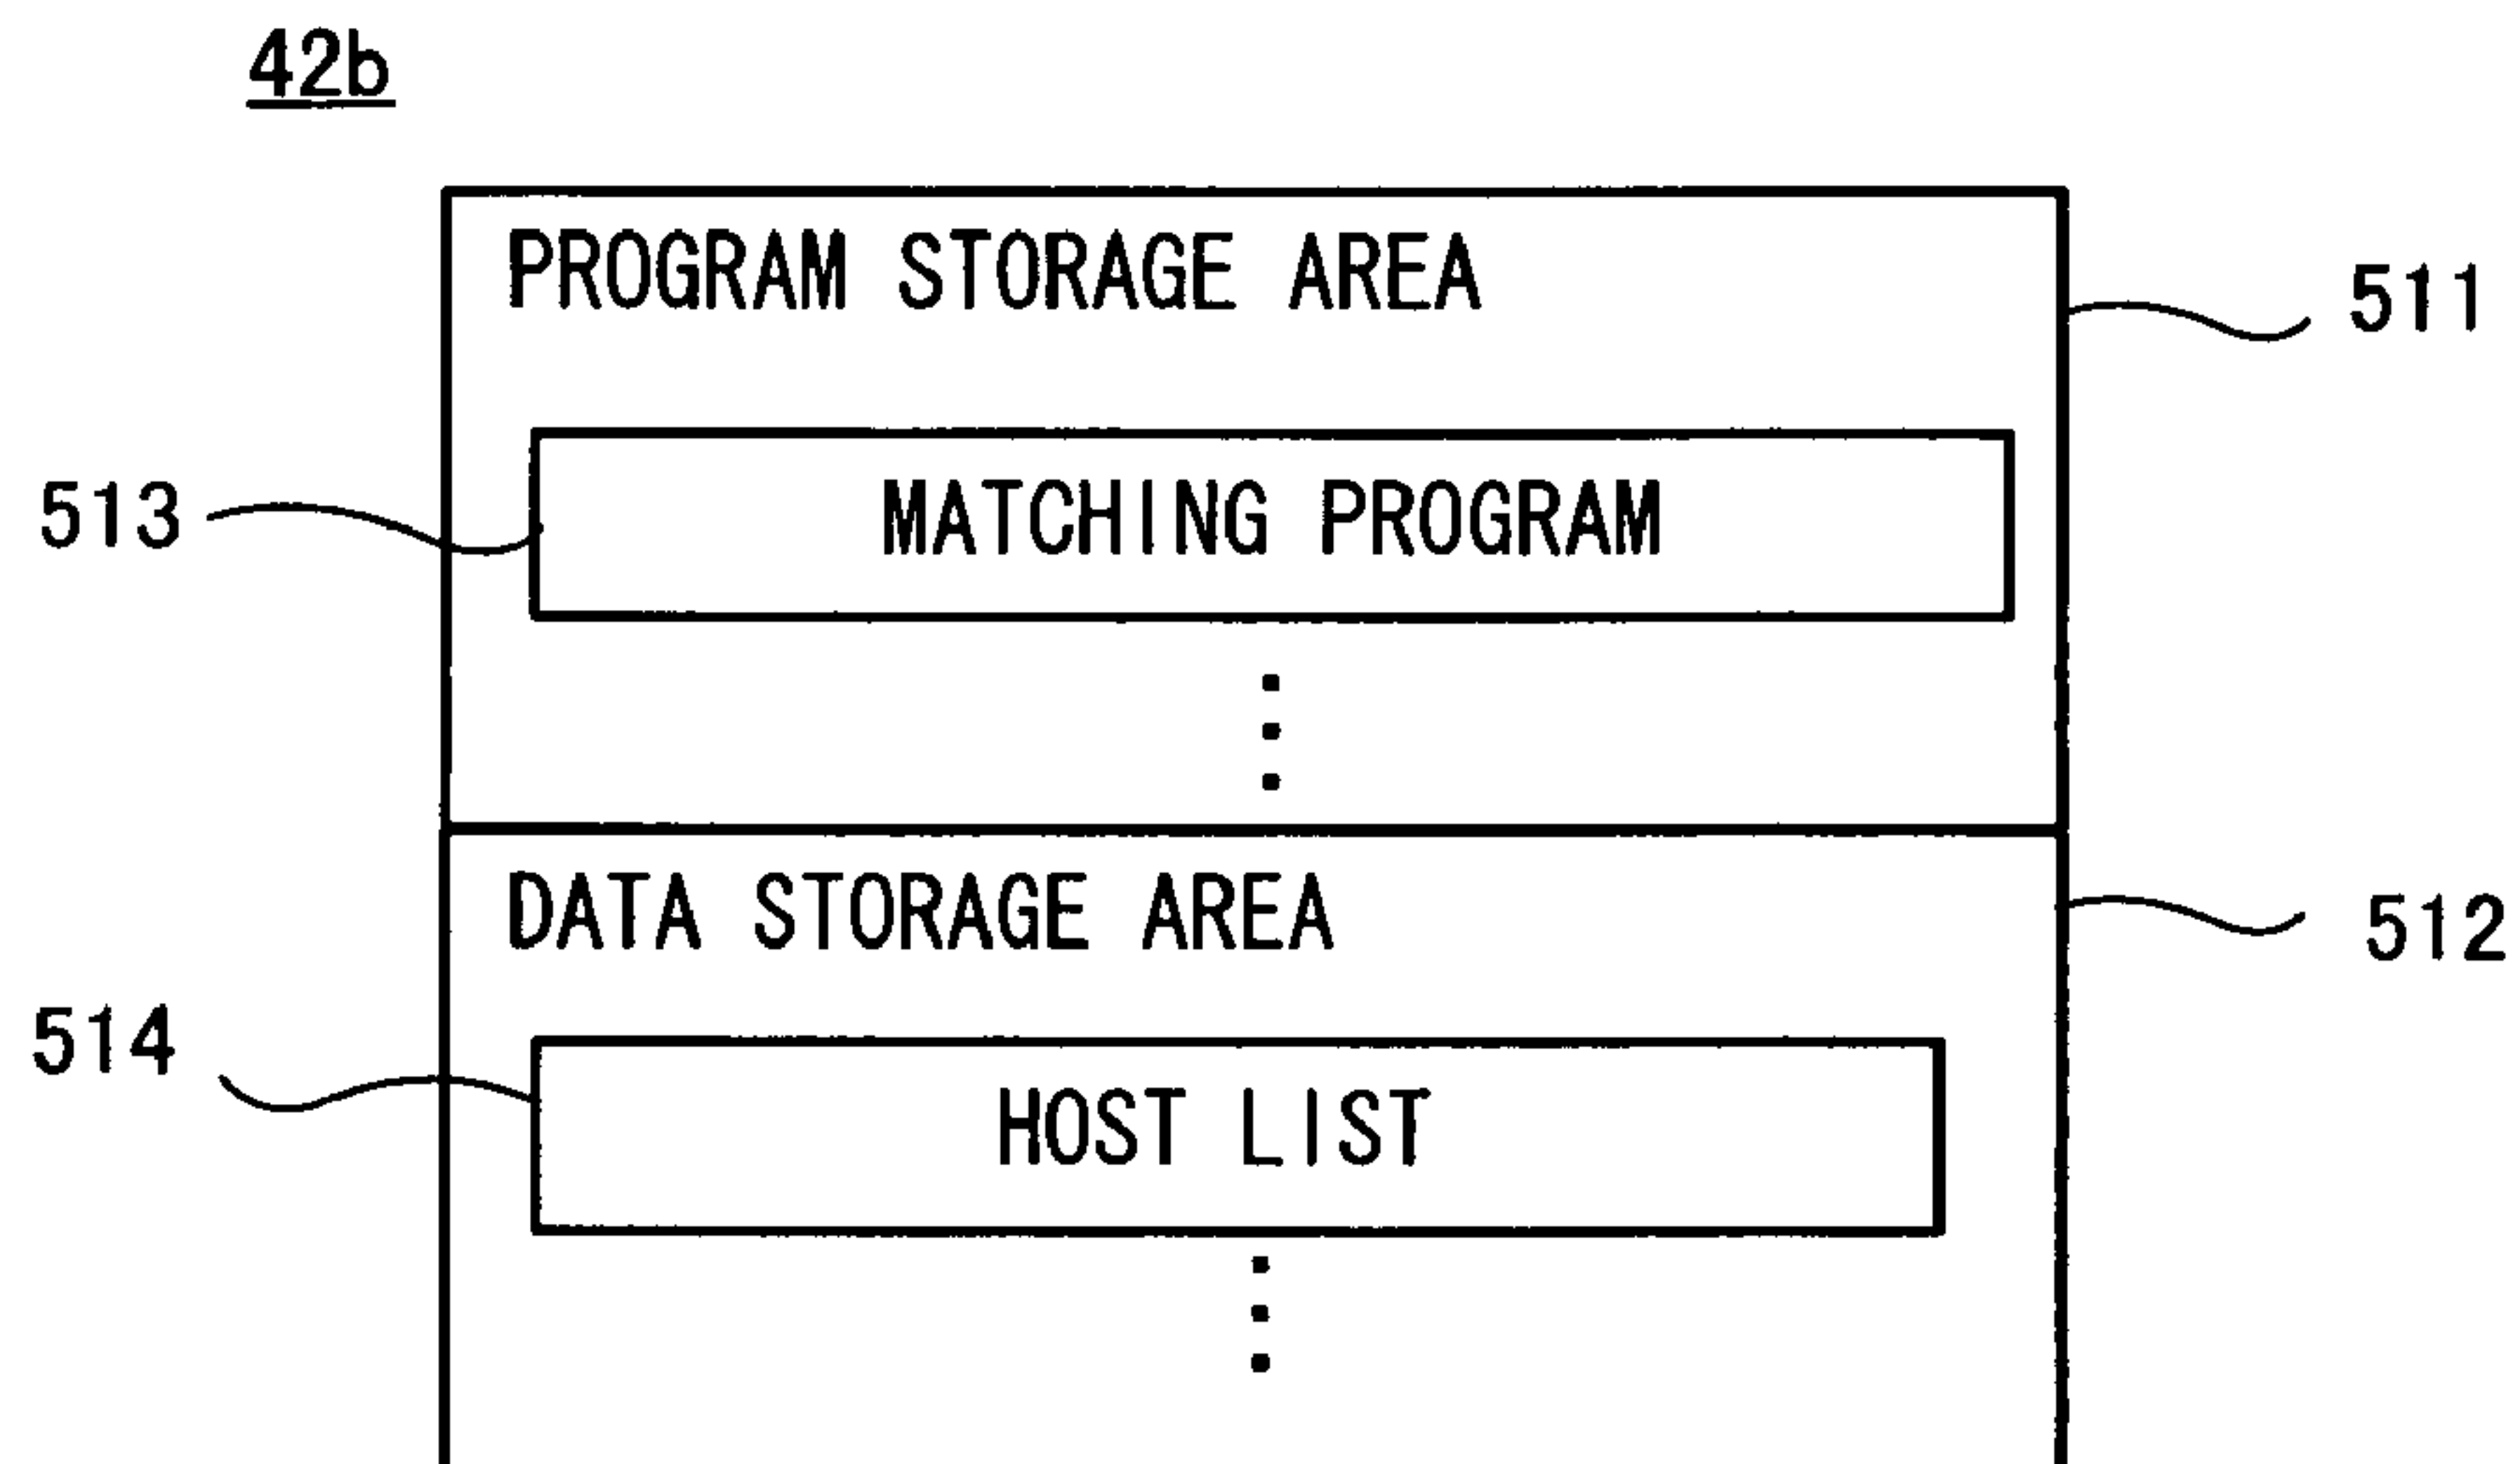 42b
PROGRAM STORAGE AREA
511
513
MATCHING PROGRAM
DATA STORAGE AREA
512
514
HOST LIST